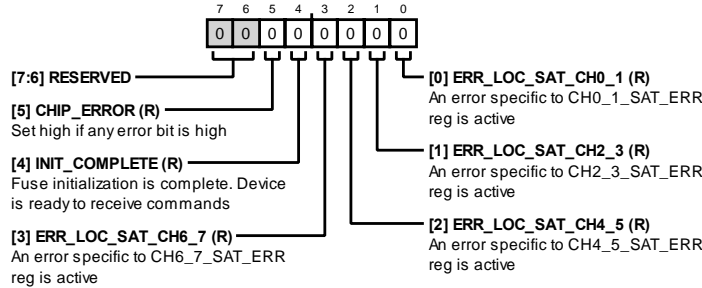 7 6 5 4 3 2 1 0
0 0 0 0 0 0 0 0
[7:6] RESERVED
[5] CHIP_ERROR (R)
Set high if any error bit is high
[4] INIT_COMPLETE (R)
Fuse initialization is complete. Device
is ready to receive commands
[3] ERR_LOC_SAT_CH6_7 (R)
An error specific to CH6_7_SAT_ERR
reg is active
[0] ERR_LOC_SAT_CH0_1 (R)
An error specific to CH0_1_SAT_ERR
reg is active
[1] ERR_LOC_SAT_CH2_3 (R)
An error specific to CH2_3_SAT_ERR
reg is active
[2] ERR_LOC_SAT_CH4_5 (R)
An error specific to CH4_5_SAT_ERR
reg is active